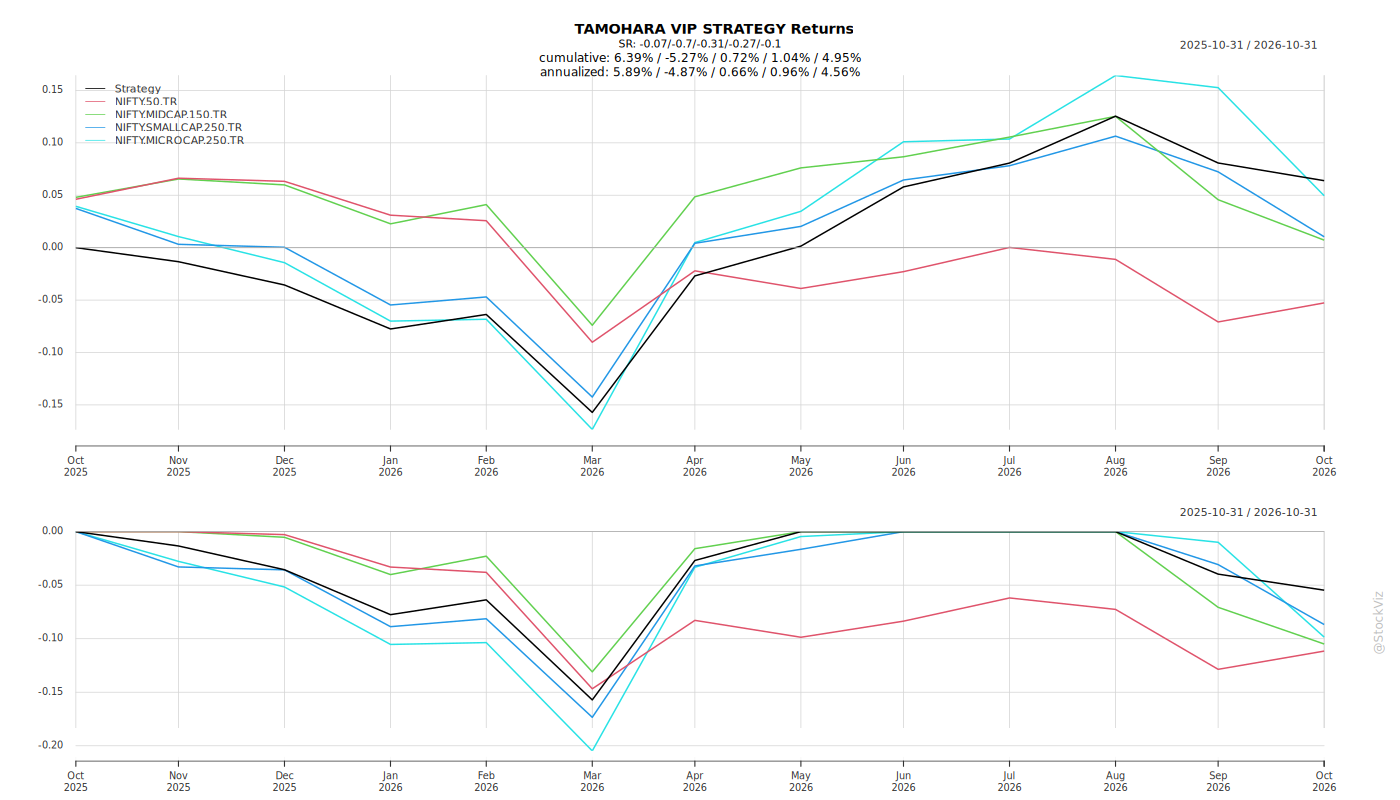 TAMOHARA VIP STRATEGY Returns
SR: -0.07/-0.7/-0.31/-0.27/-0.1
cumulative: 6.39% / -5.27% / 0.72% / 1.04% / 4.95%
annualized: 5.89% / -4.87% / 0.66% / 0.96% / 4.56%
2025-10-31 / 2026-10-31
Strategy
NIFTY.50.TR
NIFTY.MIDCAP.150.TR
NIFTY.SMALLCAP.250.TR
NIFTY.MICROCAP.250.TR
0.15
0.10
0.05
0.00
-0.05
-0.10
-0.15
Oct Nov Dec Jan Feb Mar Apr May Jun Jul Aug Sep Oct
2025 2025 2025 2026 2026 2026 2026 2026 2026 2026 2026 2026 2026
2025-10-31 / 2026-10-31
0.00
-0.05
-0.10
-0.15
-0.20
Oct Nov Dec Jan Feb Mar Apr May Jun Jul Aug Sep Oct
2025 2025 2025 2026 2026 2026 2026 2026 2026 2026 2026 2026 2026
@StockViz